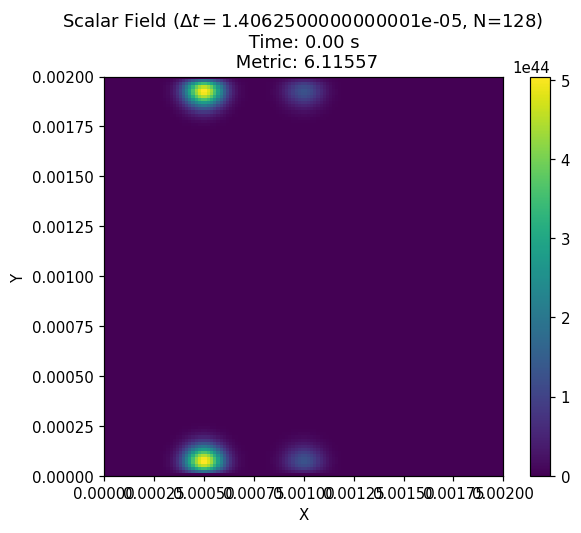 Scalar Field (Δt = 1.4062500000000001e-05, N=128)
Time: 0.00 s
Metric: 6.11557
1e44
0.00200
0.00175
0.00150
0.00125
0.00100
0.00075
0.00050
0.00025
0.00000
Y
0.00000 0.00025 0.00050 0.00075 0.00100 0.00125 0.00150 0.00175 0.00200
X
5
4
3
2
1
0